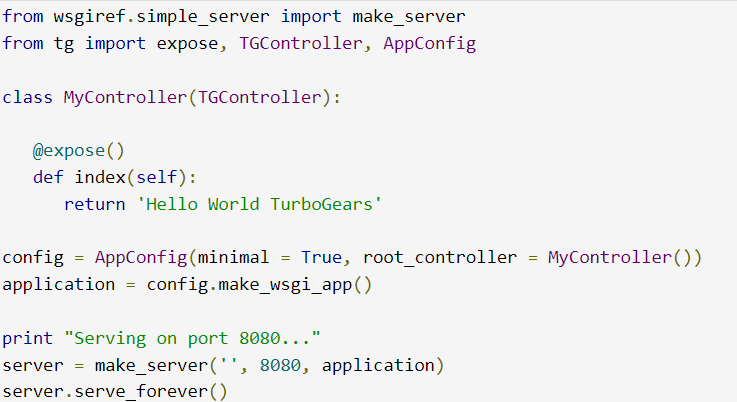 from wsgiref.simple_server import make_server
from tg import expose, TGController, AppConfig
class MyController(TGController):
@expose()
def index(self):
return 'Hello World TurboGears'
config = AppConfig(minimal = True, root_controller = MyController())
application = config.make_wsgi_app()
print "Serving on port 8080..."
server = make_server('', 8080, application)
server.serve_forever()